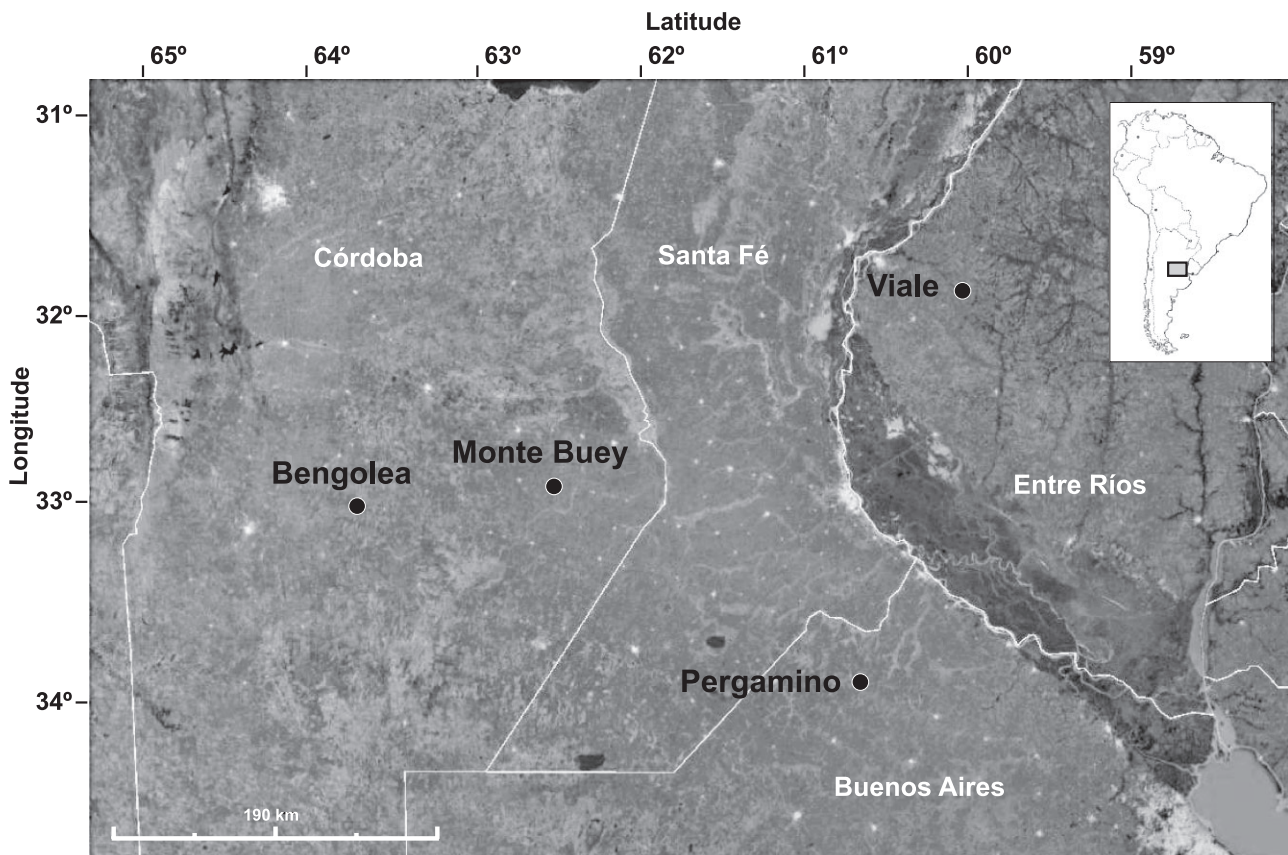 Latitude
65º 64º 63º 62º 61º 60º 59º
31º
Córdoba
Santa Fé
Viale
32º
Longitude
Monte Buey
Bengolea
Entre Ríos
33º
Pergamino
34º
Buenos Aires
190 km